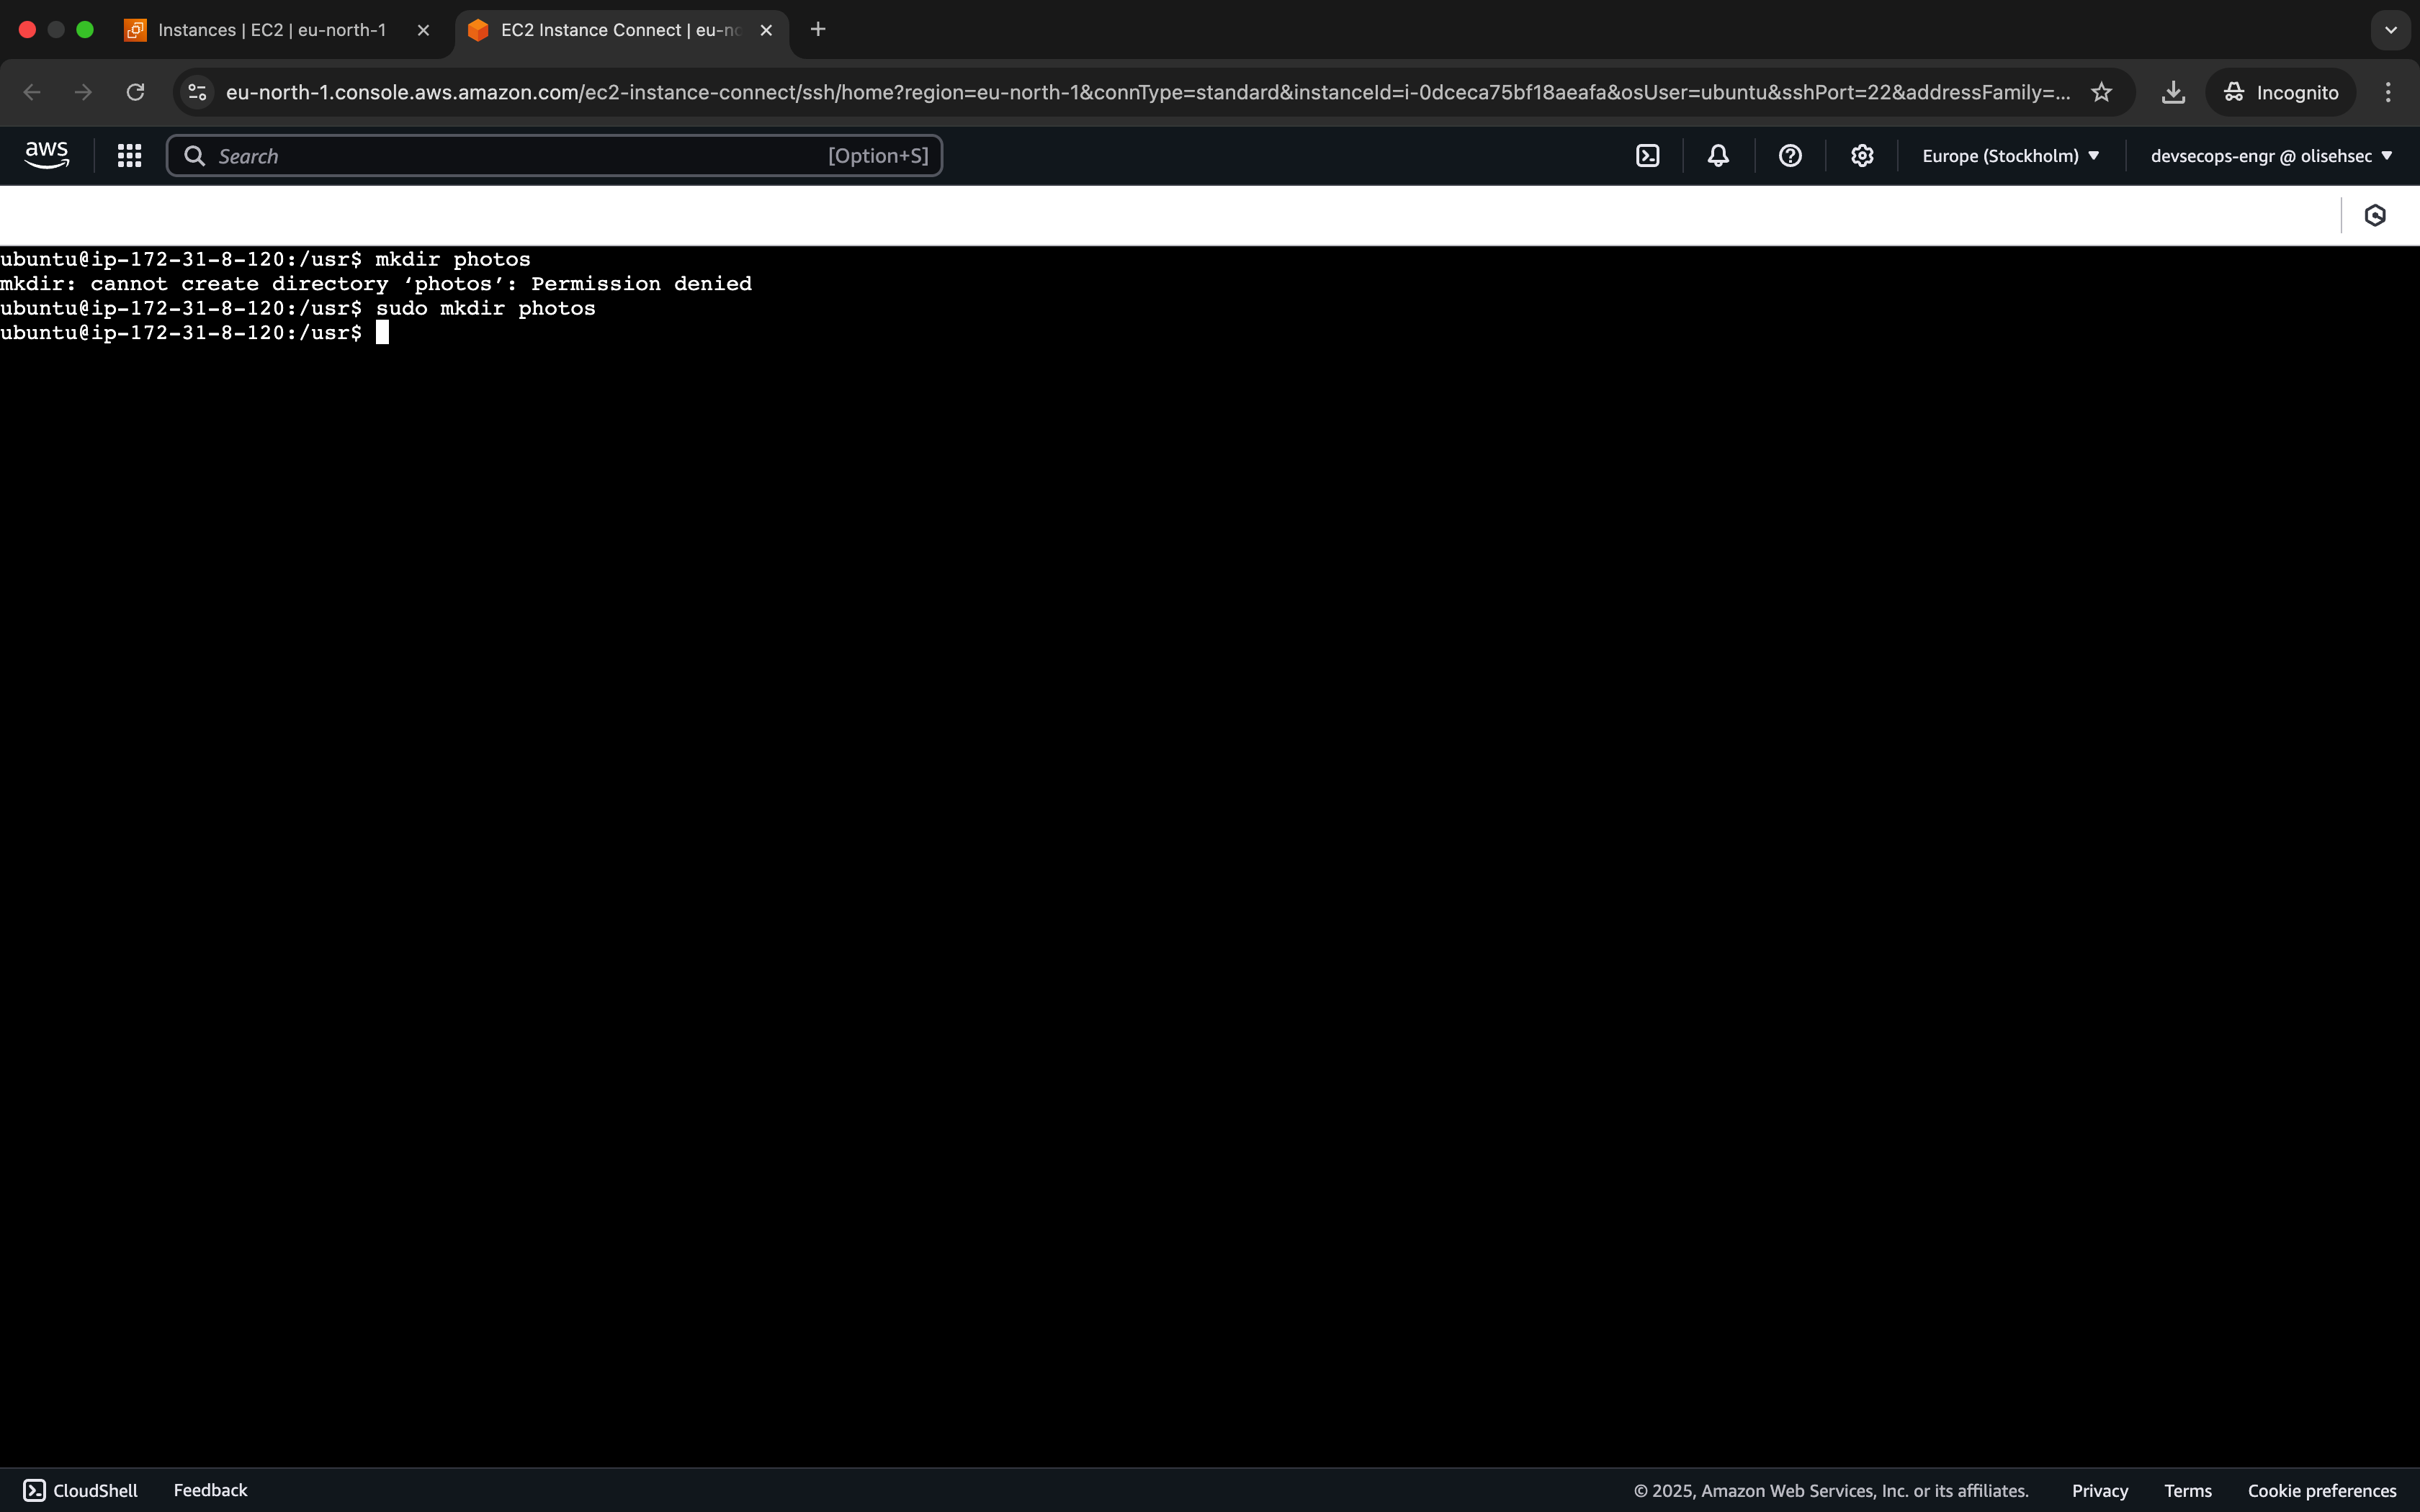 Instances | EC2 | eu-north-1
EC2 Instance Connect | eu-no
eu-north-1.console.aws.amazon.com/ec2-instance-connect/ssh/home?region=eu-north-1&connType=standard&instanceId=i-0dceca75bf18aeafa&osUser=ubuntu&sshPort=22&addressFamily=...
Incognito
aws
Search
[Option+S]
Europe (Stockholm)
devsecops-engr @ olisehsec
ubuntu@ip-172-31-8-120:/usr$ mkdir photos
mkdir: cannot create directory ‘photos’: Permission denied
ubuntu@ip-172-31-8-120:/usr$ sudo mkdir photos
ubuntu@ip-172-31-8-120:/usr$
CloudShell
Feedback
© 2025, Amazon Web Services, Inc. or its affiliates.
Privacy
Terms
Cookie preferences